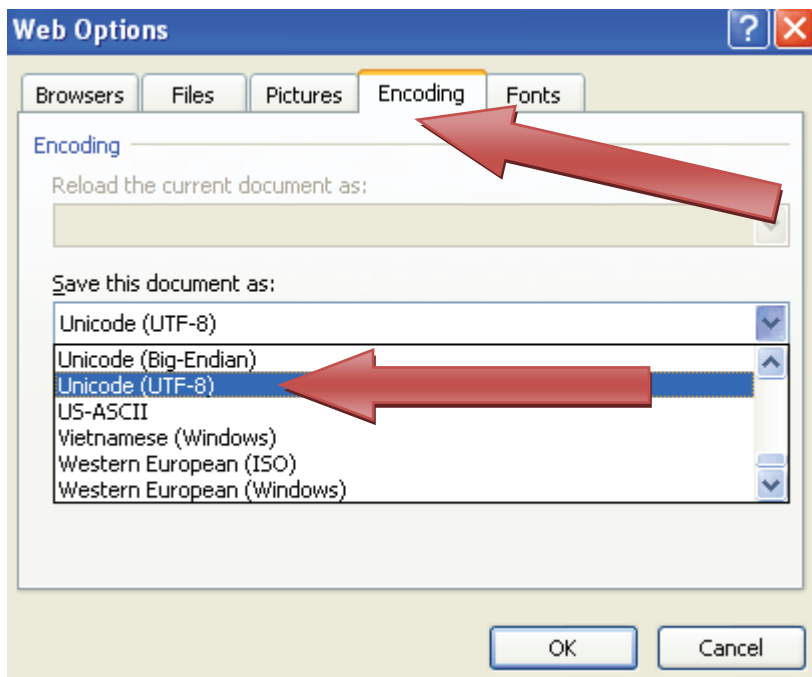 Web Options
Browsers Files Pictures Encoding Fonts
Encoding
Reload the current document as:
Save this document as:
Unicode (UTF-8)
Unicode (Big-Endian)
Unicode (UTF-8)
US-ASCII
Vietnamese (Windows)
Western European (ISO)
Western European (Windows)
OK Cancel